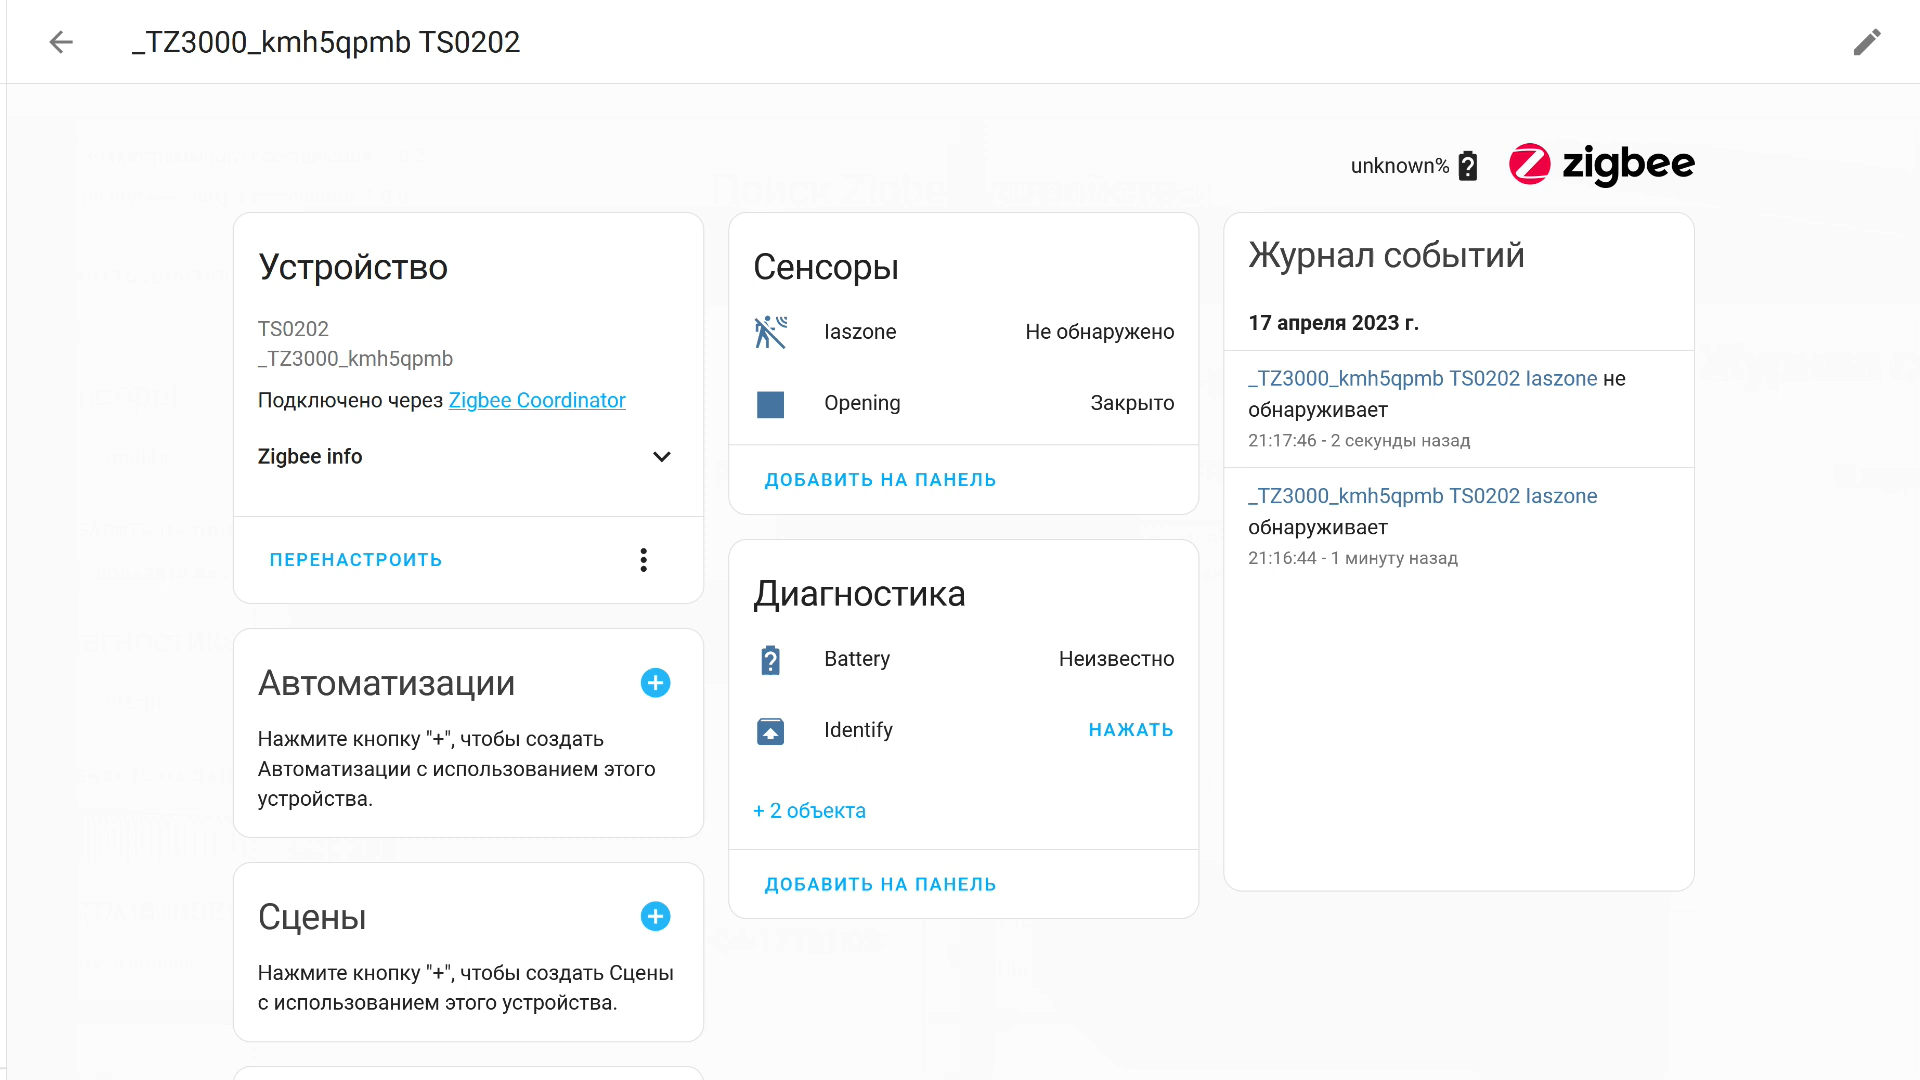 _TZ3000_kmh5qpmb TS0202
unknown%
zigbee
Устройство
TS0202
_TZ3000_kmh5qpmb
Подключено через Zigbee Coordinator
Zigbee info
ПЕРЕНАСТРОИТЬ
Автоматизации
Нажмите кнопку "+", чтобы создать
Автоматизации с использованием этого
устройства.
Сцены
Нажмите кнопку "+", чтобы создать Сцены
с использованием этого устройства.
Сенсоры
Iaszone Не обнаружено
Opening Закрыто
ДОБАВИТЬ НА ПАНЕЛЬ
Диагностика
Battery Неизвестно
Identify НАЖАТЬ
+ 2 объекта
ДОБАВИТЬ НА ПАНЕЛЬ
Журнал событий
17 апреля 2023 г.
_TZ3000_kmh5qpmb TS0202 Iaszone не
обнаруживает
21:17:46 - 2 секунды назад
_TZ3000_kmh5qpmb TS0202 Iaszone
обнаруживает
21:16:44 - 1 минуту назад